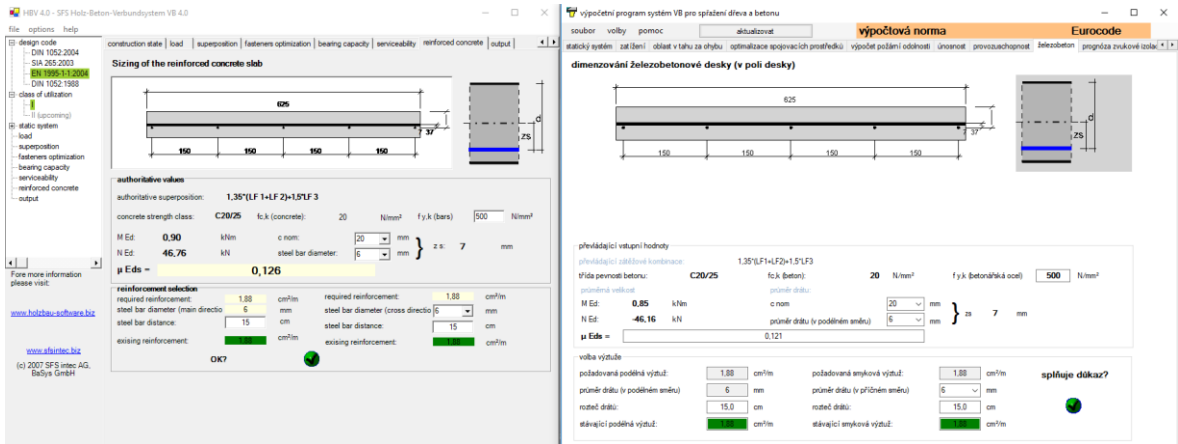 HBV 4.0 - SFS Holz-Beton-Verbundsystem VB 4.0
file options help
design code
DIN 1052:2004
SIA 265:2003
EN 1995-1-1:2004
DIN 1052:1988
class of utilization
I
II (upcoming)
static system
load
superpostion
fasteners optimization
bearing capacity
serviceability
reinforced concrete
output
Fore more information
please visit:
www.holzbau-software.biz
www.sfsintec.biz
(c) 2007 SFS intec AG,
BaSys GmbH
construction state load superpostion fasteners optimization bearing capacity serviceability reinforced concrete output
Sizing of the reinforced concrete slab
625
37
150 150 150 150
d
zs
authoritative values
authoritative superposition: 1,35*(LF 1+LF 2)+1,5*LF 3
concrete strength class: C20/25 fc,k (concrete): 20 N/mm² f y,k (bars) 500 N/mm²
M Ed: 0,90 kNm c nom: 20 mm
z s: 7 mm
N Ed: 46,76 kN steel bar diameter: 6 mm
µ Eds = 0,126
reinforcement selection
required reinforcement: 1,88 cm²/m required reinforcement: 1,88 cm²/m
steel bar diameter (main directio 6 mm steel bar diameter (cross directio 6 mm
steel bar distance: 15 cm steel bar distance: 15 cm
exising reinforcement: 1,88 cm²/m exising reinforcement: 1,88 cm²/m
OK?
výpočetní program systém VB pro spřažení dřeva a betonu
soubor volby pomoc aktualizovat výpočtová norma Eurocode
statický systém zatížení oblast v tahu za ohybu optimalizace spojovacích prostředků výpočet požární odolnosti únosnost provozuschopnost železobeton prognóza zvukové izolac
dimenzování železobetonové desky (v poli desky)
625
37
150 150 150 150
d
zs
převládající vstupní hodnoty
převládající zátěžové kombinace: 1,35*(LF1+LF2)+1,5*LF3
třída pevnosti betonu: C20/25 fc,k (beton): 20 N/mm² f y,k (betonářská ocel) 500 N/mm²
průměrná velikost průměr drátu
M Ed: 0,85 kNm c nom 20 mm
zs 7 mm
N Ed: -46,16 kN průměr drátu (v podélném směru) 6 mm
µ Eds = 0,121
volba výztuže
požadovaná podélná výztuž: 1,88 cm²/m požadovaná smyková výztuž: 1,88 cm²/m splňuje důkaz?
průměr drátu (v podélném směru) 6 mm průměr drátu (v příčném směru) 6 mm
rozteč drátů: 15,0 cm rozteč drátů: 15,0 cm
stávající podélná výztuž: 1,88 cm²/m stávající smyková výztuž: 1,88 cm²/m